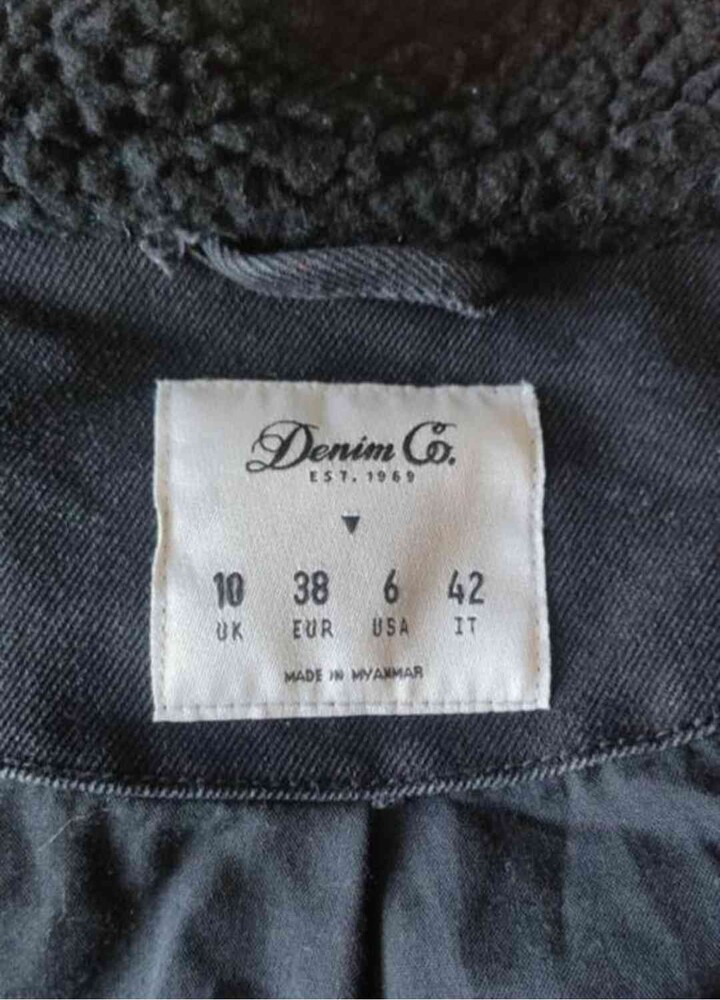 Denim Co.
EST. 1969
10 38 6 42
UK EUR USA IT
MADE IN MYANMAR